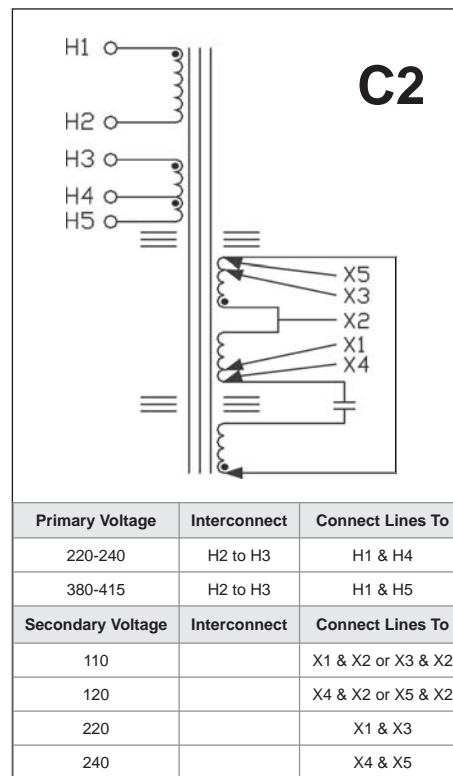 H1
C2
H2
H3
H4
H5
X5
X3
X2
X1
X4
Primary Voltage Interconnect Connect Lines To
220-240 H2 to H3 H1 & H4
380-415 H2 to H3 H1 & H5
Secondary Voltage Interconnect Connect Lines To
110 X1 & X2 or X3 & X2
120 X4 & X2 or X5 & X2
220 X1 & X3
240 X4 & X5